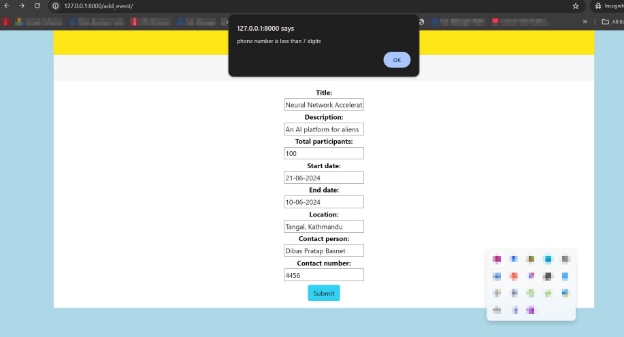 127.0.0.1:8000/add_event/
Incognito
All B
127.0.0.1:8000 says
phone number is less than 7 digits
OK
Title:
Neural Network Accelerat
Description:
An AI platform for aliens
Total participants:
100
Start date:
21-06-2024
End date:
10-06-2024
Location:
Tangal, Kathmandu
Contact person:
Dibas Pratap Basnet
Contact number:
4456
Submit